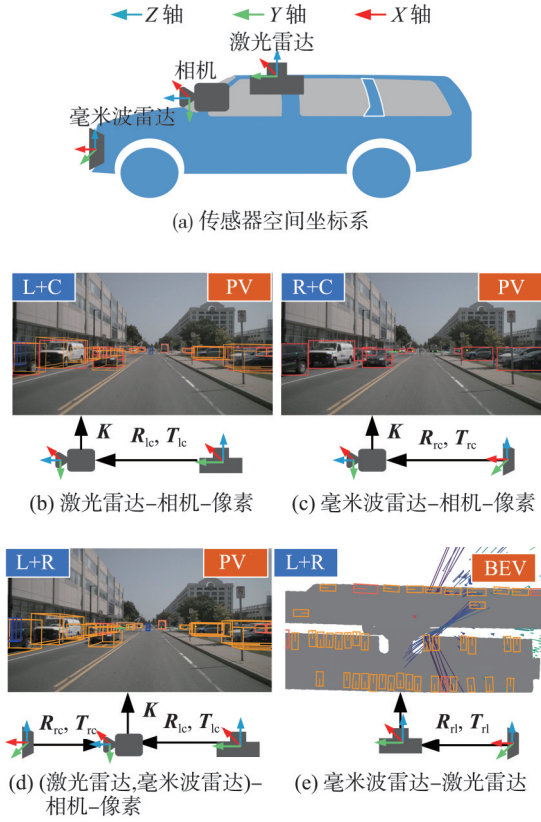 Z 轴 Y 轴 X 轴
激光雷达
相机
毫米波雷达
(a) 传感器空间坐标系
L+C PV R+C PV
K K
R_lc, T_lc R_rc, T_rc
(b) 激光雷达–相机–像素 (c) 毫米波雷达–相机–像素
L+R PV L+R BEV
K
R_rc, T_rc R_lc, T_lc R_rl, T_rl
(d) (激光雷达,毫米波雷达)–
相机–像素
(e) 毫米波雷达–激光雷达